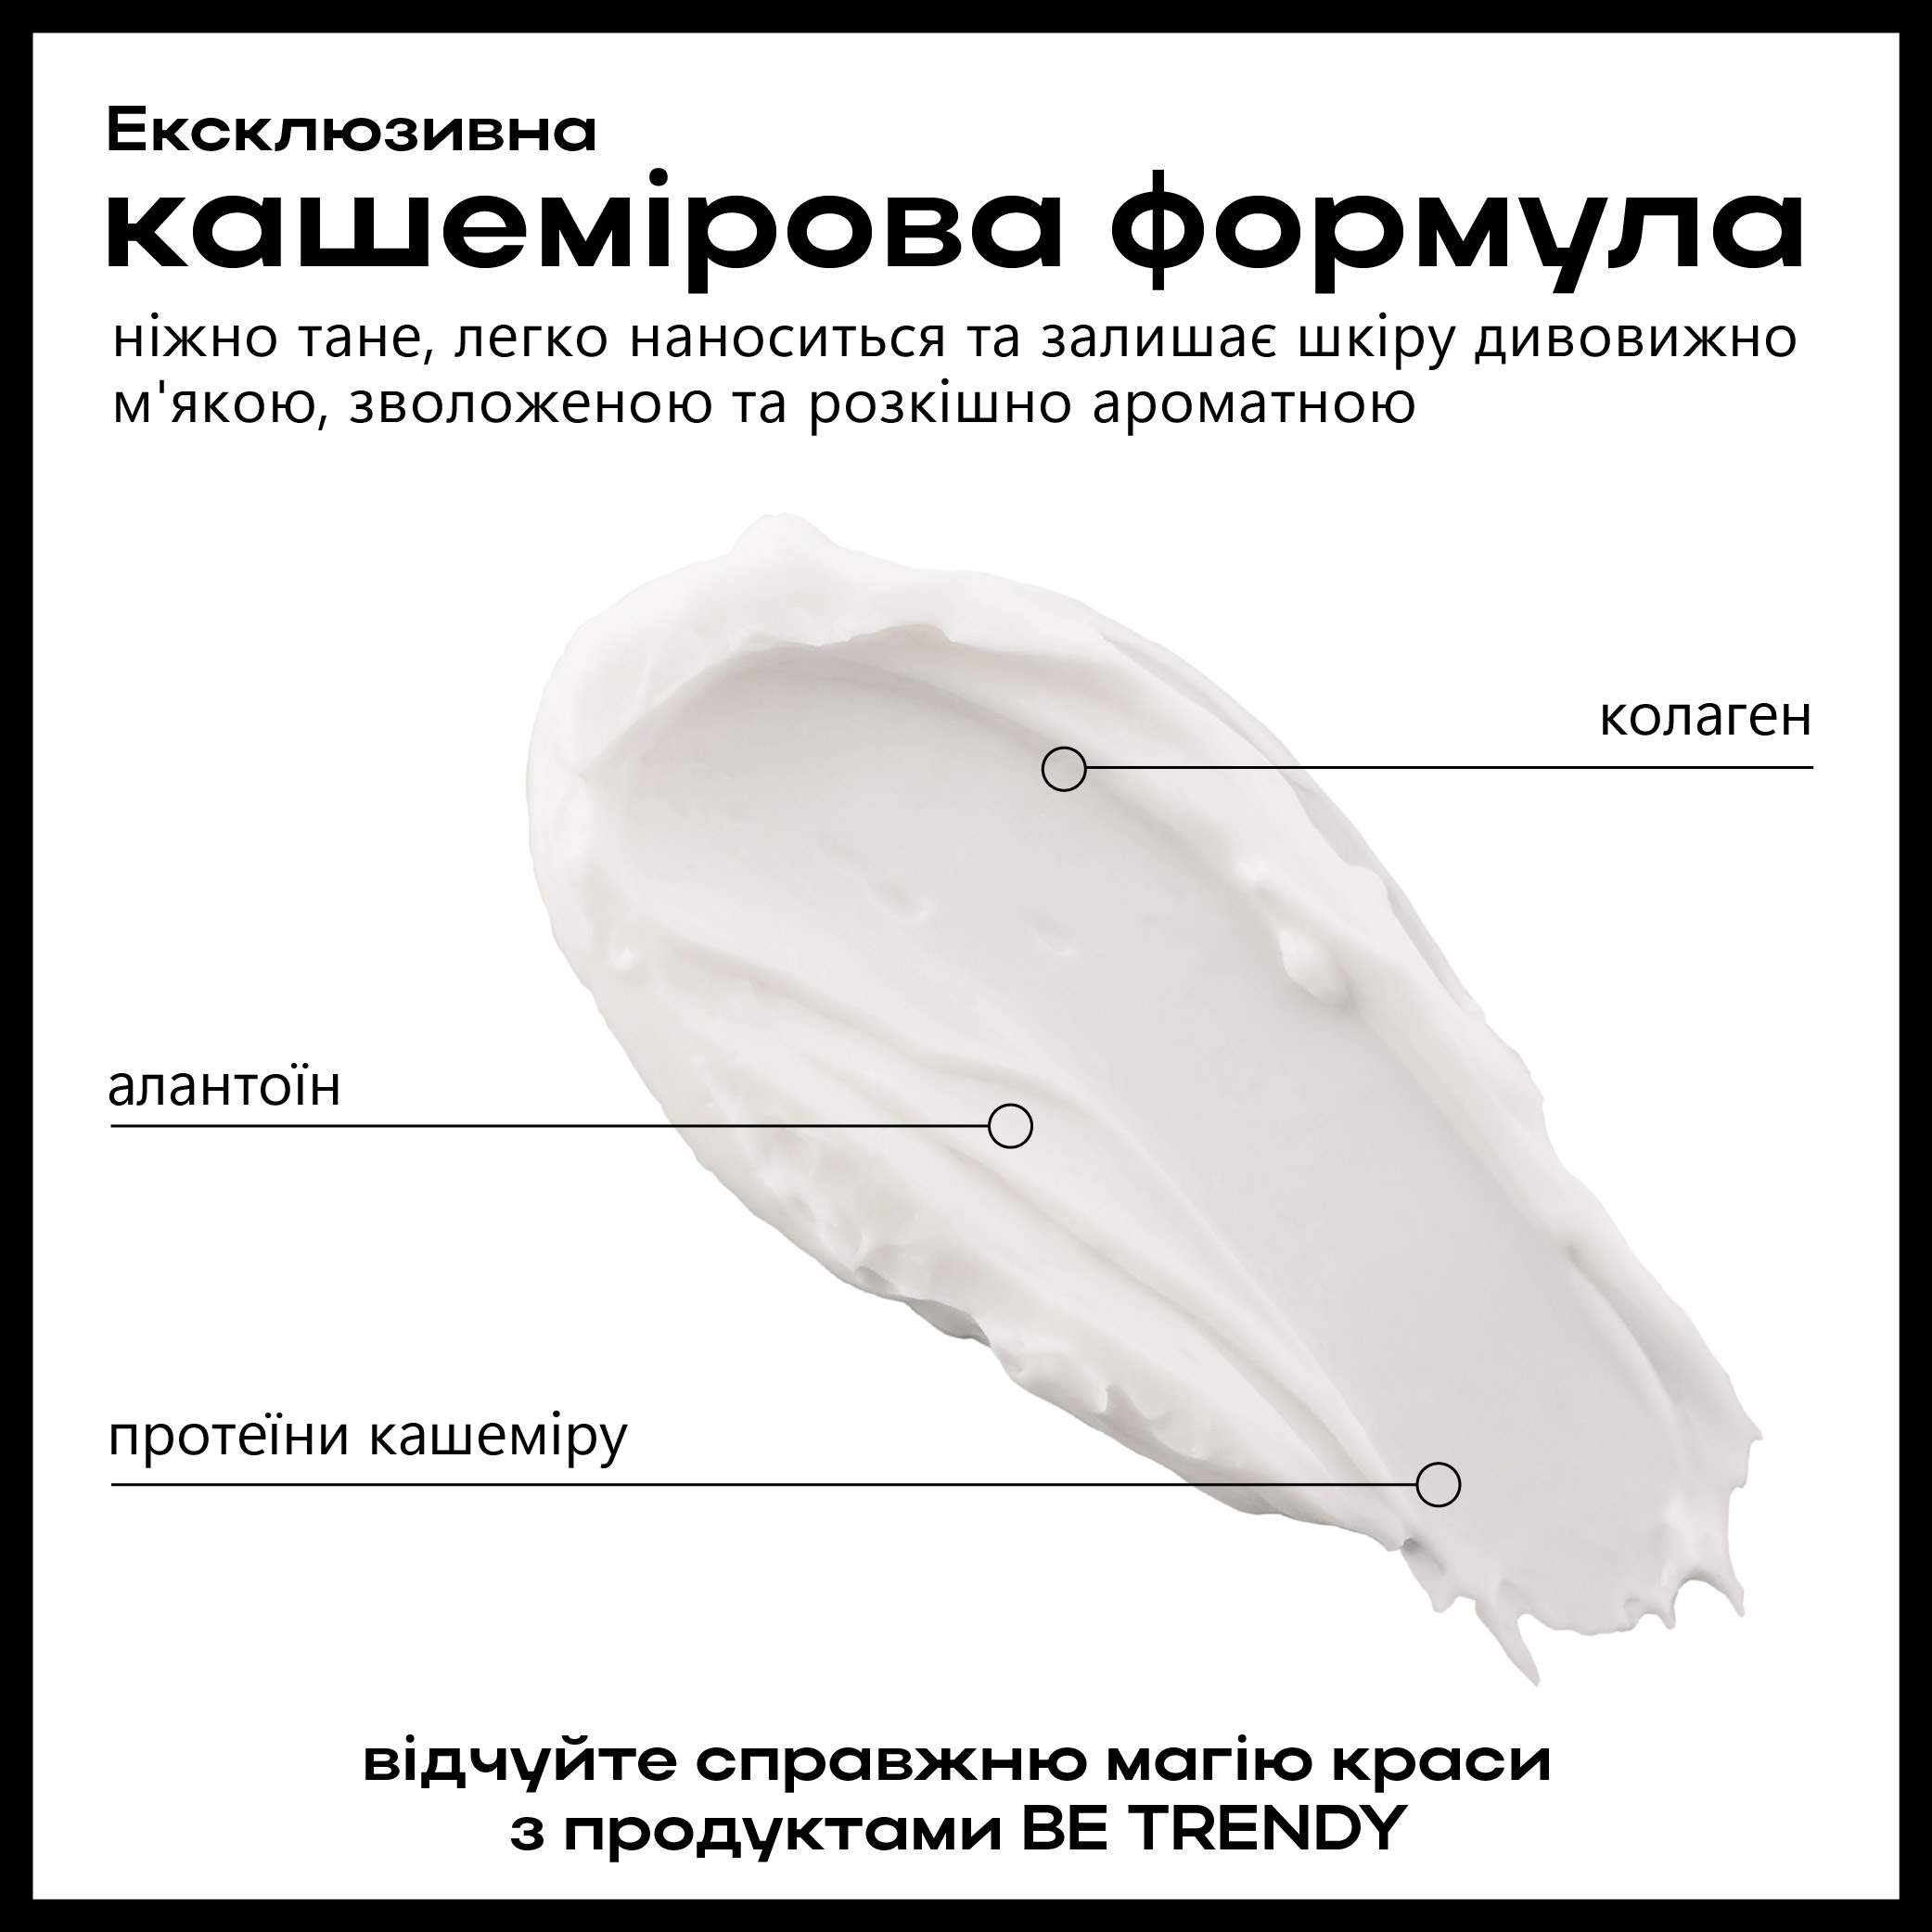 Ексклюзивна
кашемірова формула
ніжно тане, легко наноситься та залишає шкіру дивовижно
м'якою, зволоженою та розкішно ароматною
колаген
алантоїн
протеїни кашеміру
відчуйте справжню магію краси
з продуктами BE TRENDY